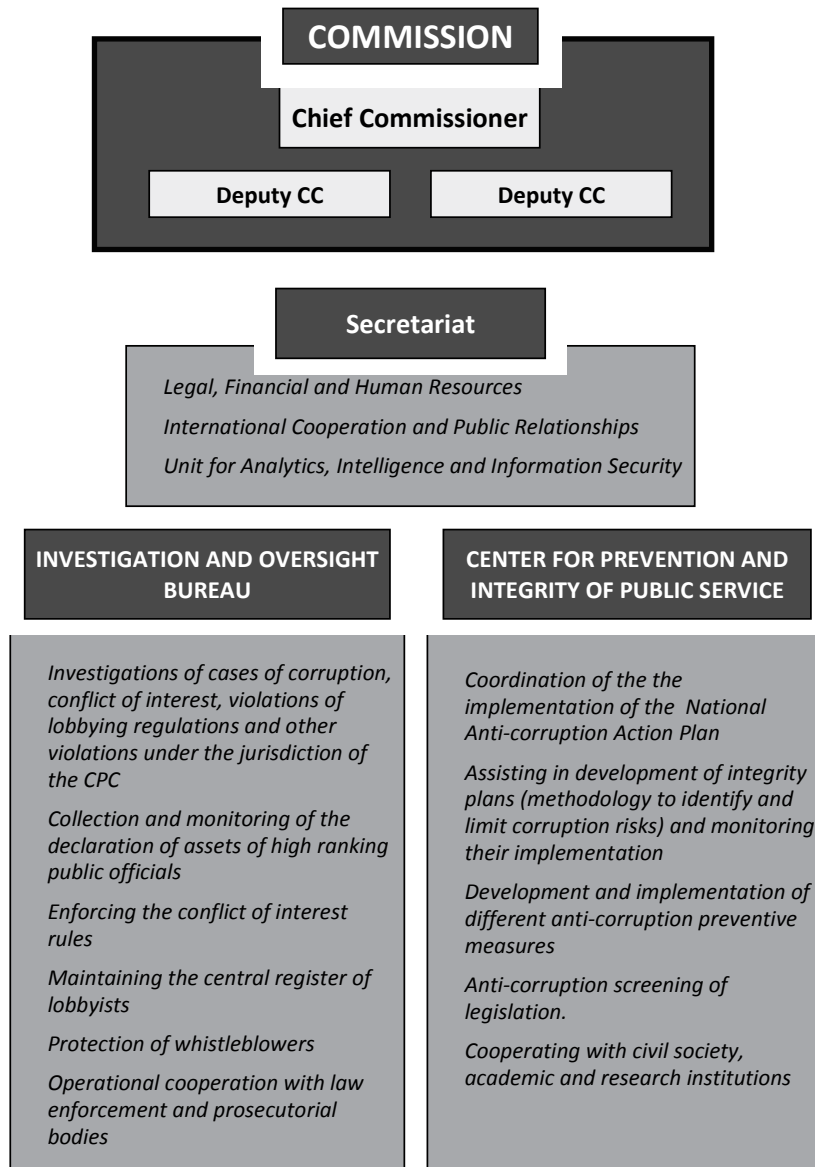 COMMISSION
Chief Commissioner
Deputy CC
Deputy CC
Secretariat
Legal, Financial and Human Resources
International Cooperation and Public Relationships
Unit for Analytics, Intelligence and Information Security
INVESTIGATION AND OVERSIGHT
BUREAU
Investigations of cases of corruption,
conflict of interest, violations of
lobbying regulations and other
violations under the jurisdiction of
the CPC
Collection and monitoring of the
declaration of assets of high ranking
public officials
Enforcing the conflict of interest
rules
Maintaining the central register of
lobbyists
Protection of whistleblowers
Operational cooperation with law
enforcement and prosecutorial
bodies
CENTER FOR PREVENTION AND
INTEGRITY OF PUBLIC SERVICE
Coordination of the the
implementation of the National
Anti-corruption Action Plan
Assisting in development of integrity
plans (methodology to identify and
limit corruption risks) and monitoring
their implementation
Development and implementation of
different anti-corruption preventive
measures
Anti-corruption screening of
legislation.
Cooperating with civil society,
academic and research institutions